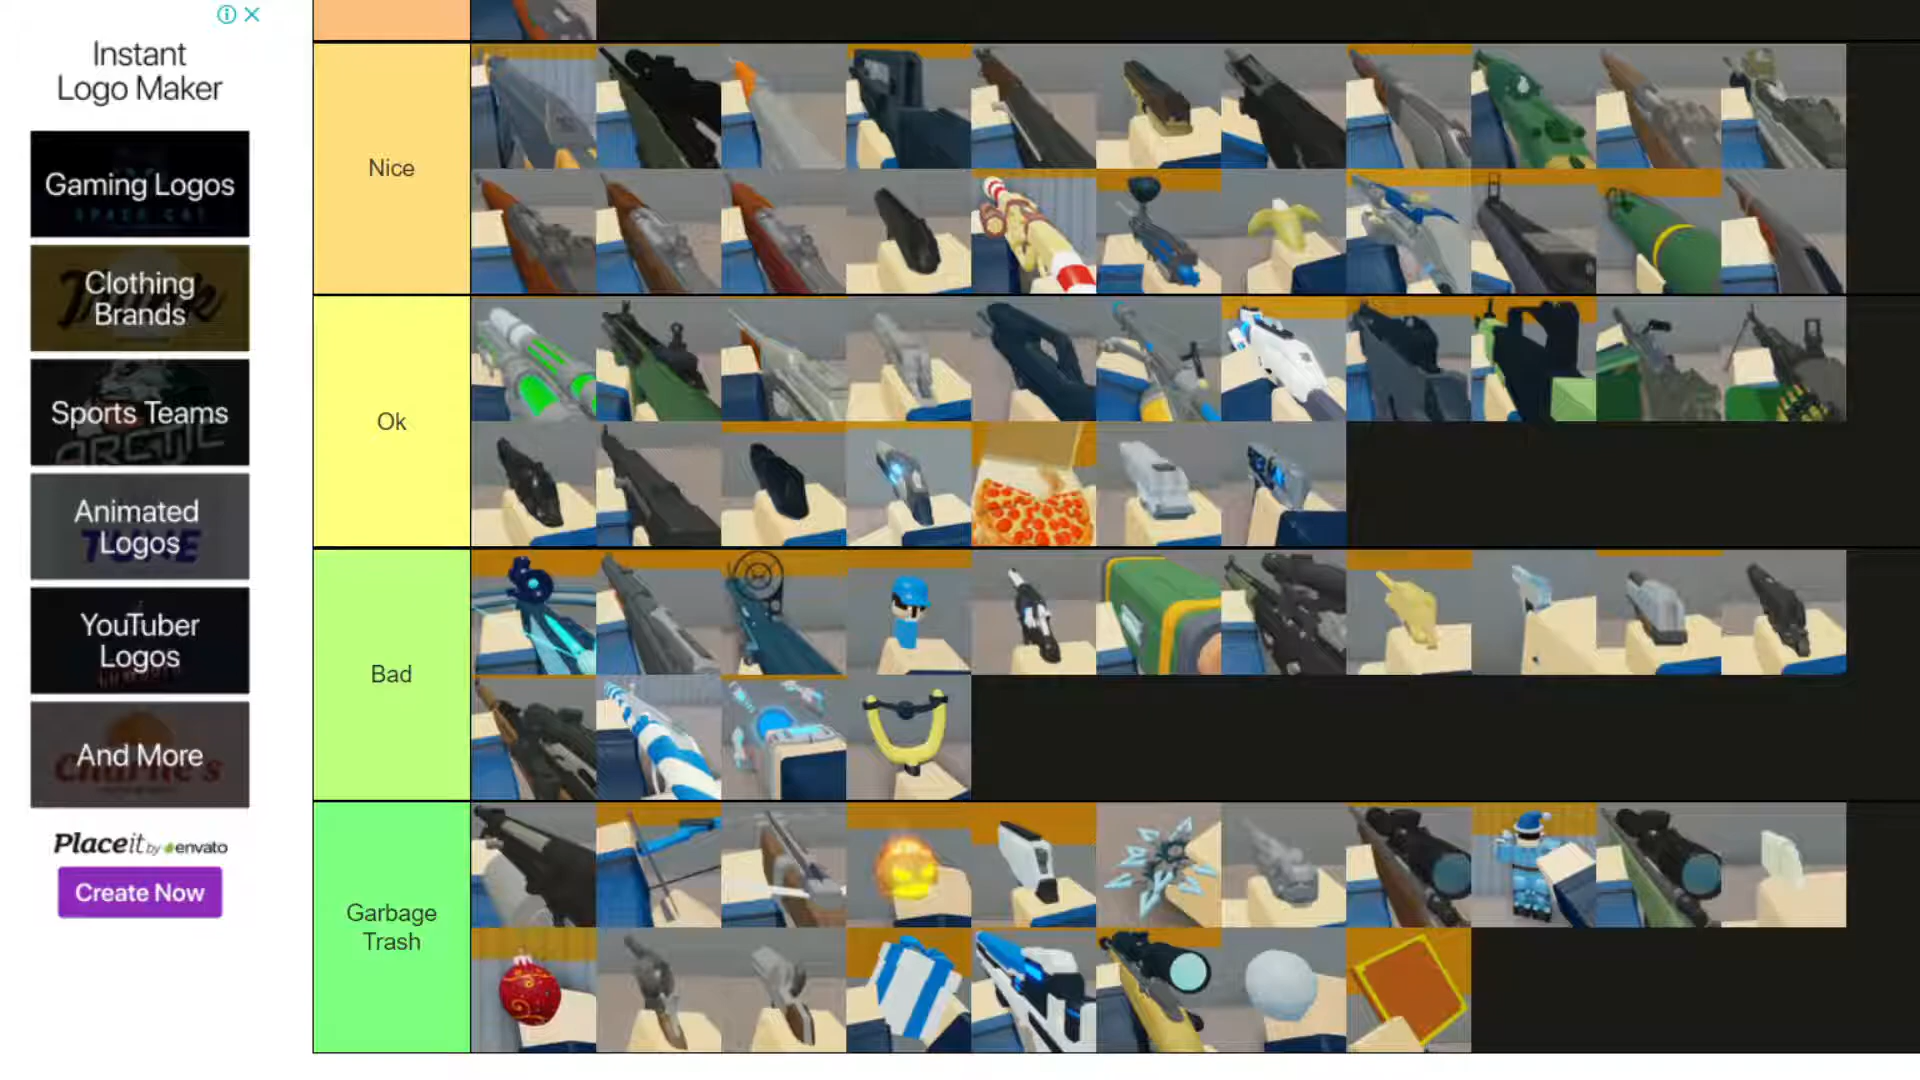 Instant
Logo Maker
Gaming Logos
Clothing
Brands
Sports Teams
ARCTIC
Animated
Logos
YouTuber
Logos
And More
Placeit by envato
Create Now
Nice
Ok
Bad
Garbage
Trash